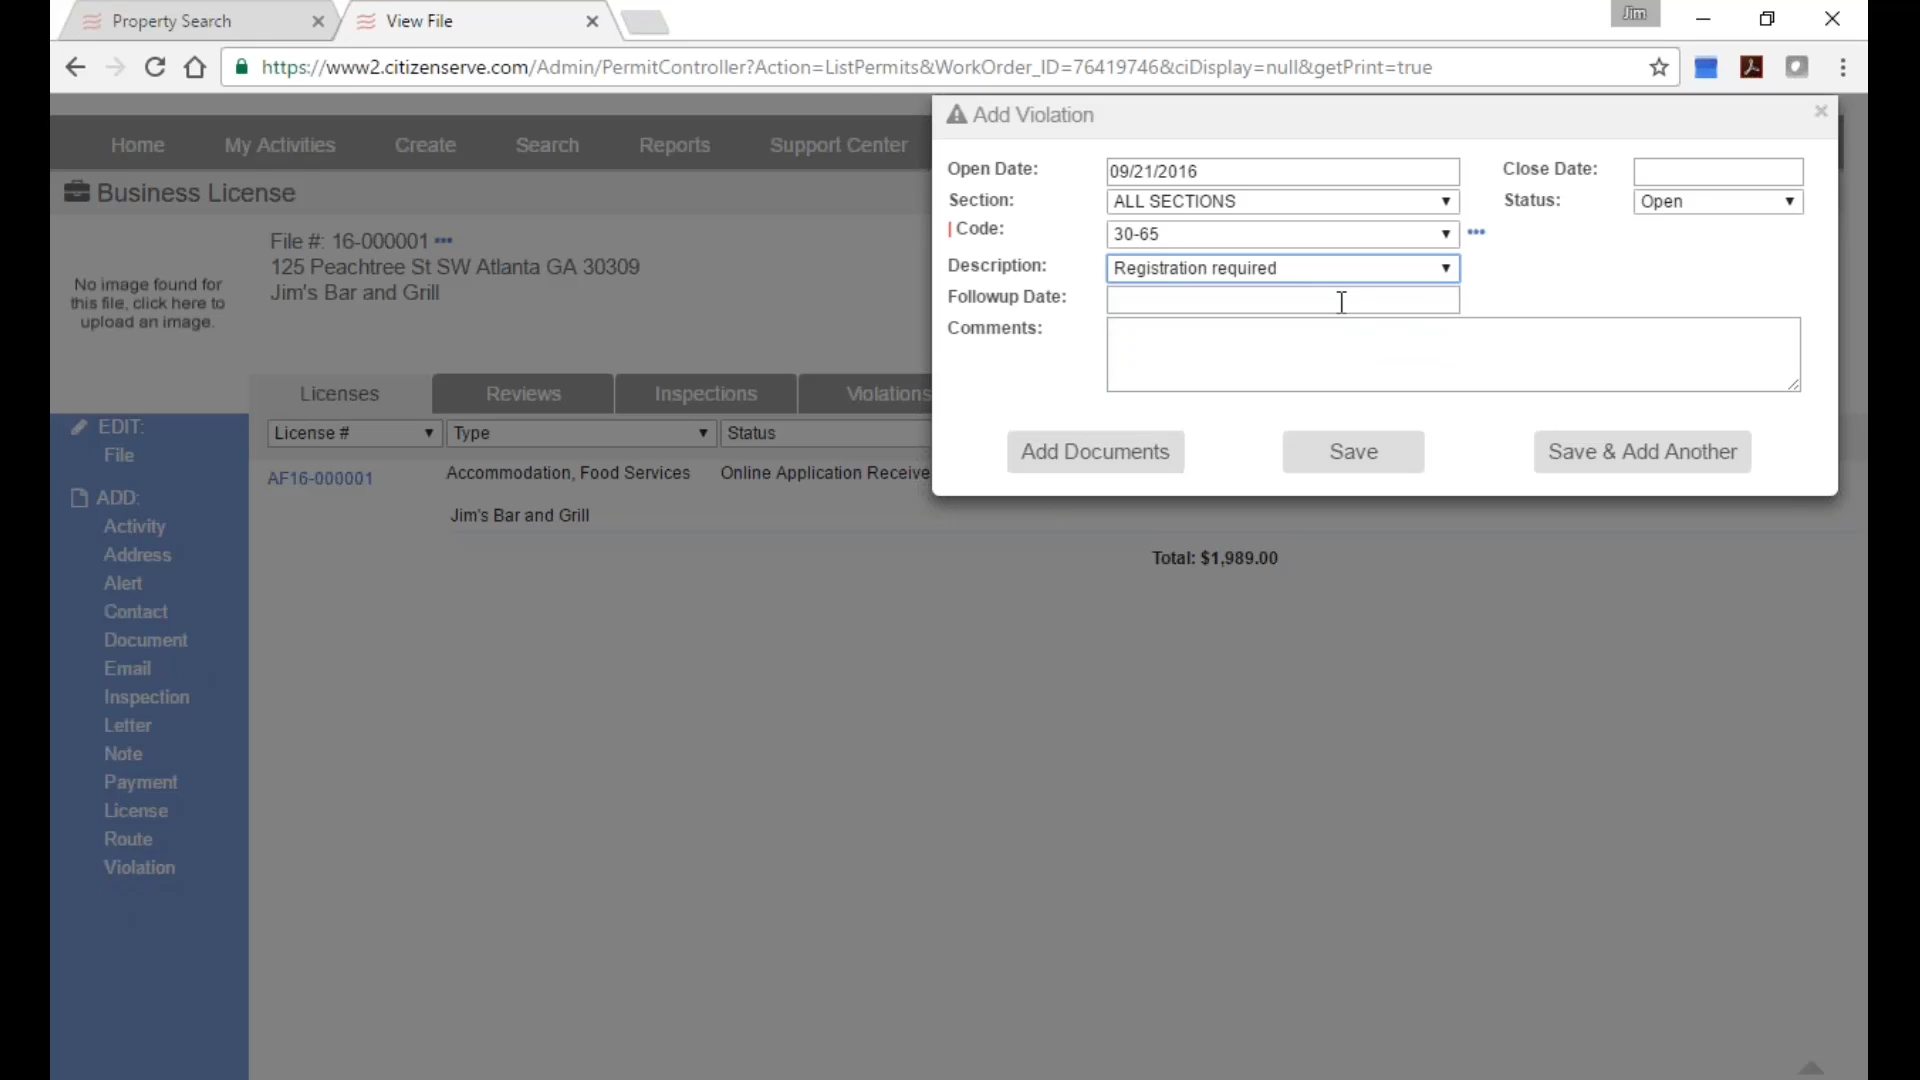 Property Search
View File
Jim
https://www2.citizenserve.com/Admin/PermitController?Action=ListPermits&WorkOrder_ID=76419746&ciDisplay=null&getPrint=true
Home My Activities Create Search Reports Support Center
Business License
No image found for
this file, click here to
upload an image.
File #: 16-000001
125 Peachtree St SW Atlanta GA 30309
Jim's Bar and Grill
Licenses Reviews Inspections Violations
License # Type Status
AF16-000001 Accommodation, Food Services Online Application Receive
Jim's Bar and Grill
Total: $1,989.00
EDIT:
File
ADD:
Activity
Address
Alert
Contact
Document
Email
Inspection
Letter
Note
Payment
License
Route
Violation
Add Violation
Open Date: 09/21/2016 Close Date:
Section: ALL SECTIONS Status: Open
Code: 30-65
Description: Registration required
Followup Date:
Comments:
Add Documents Save Save & Add Another